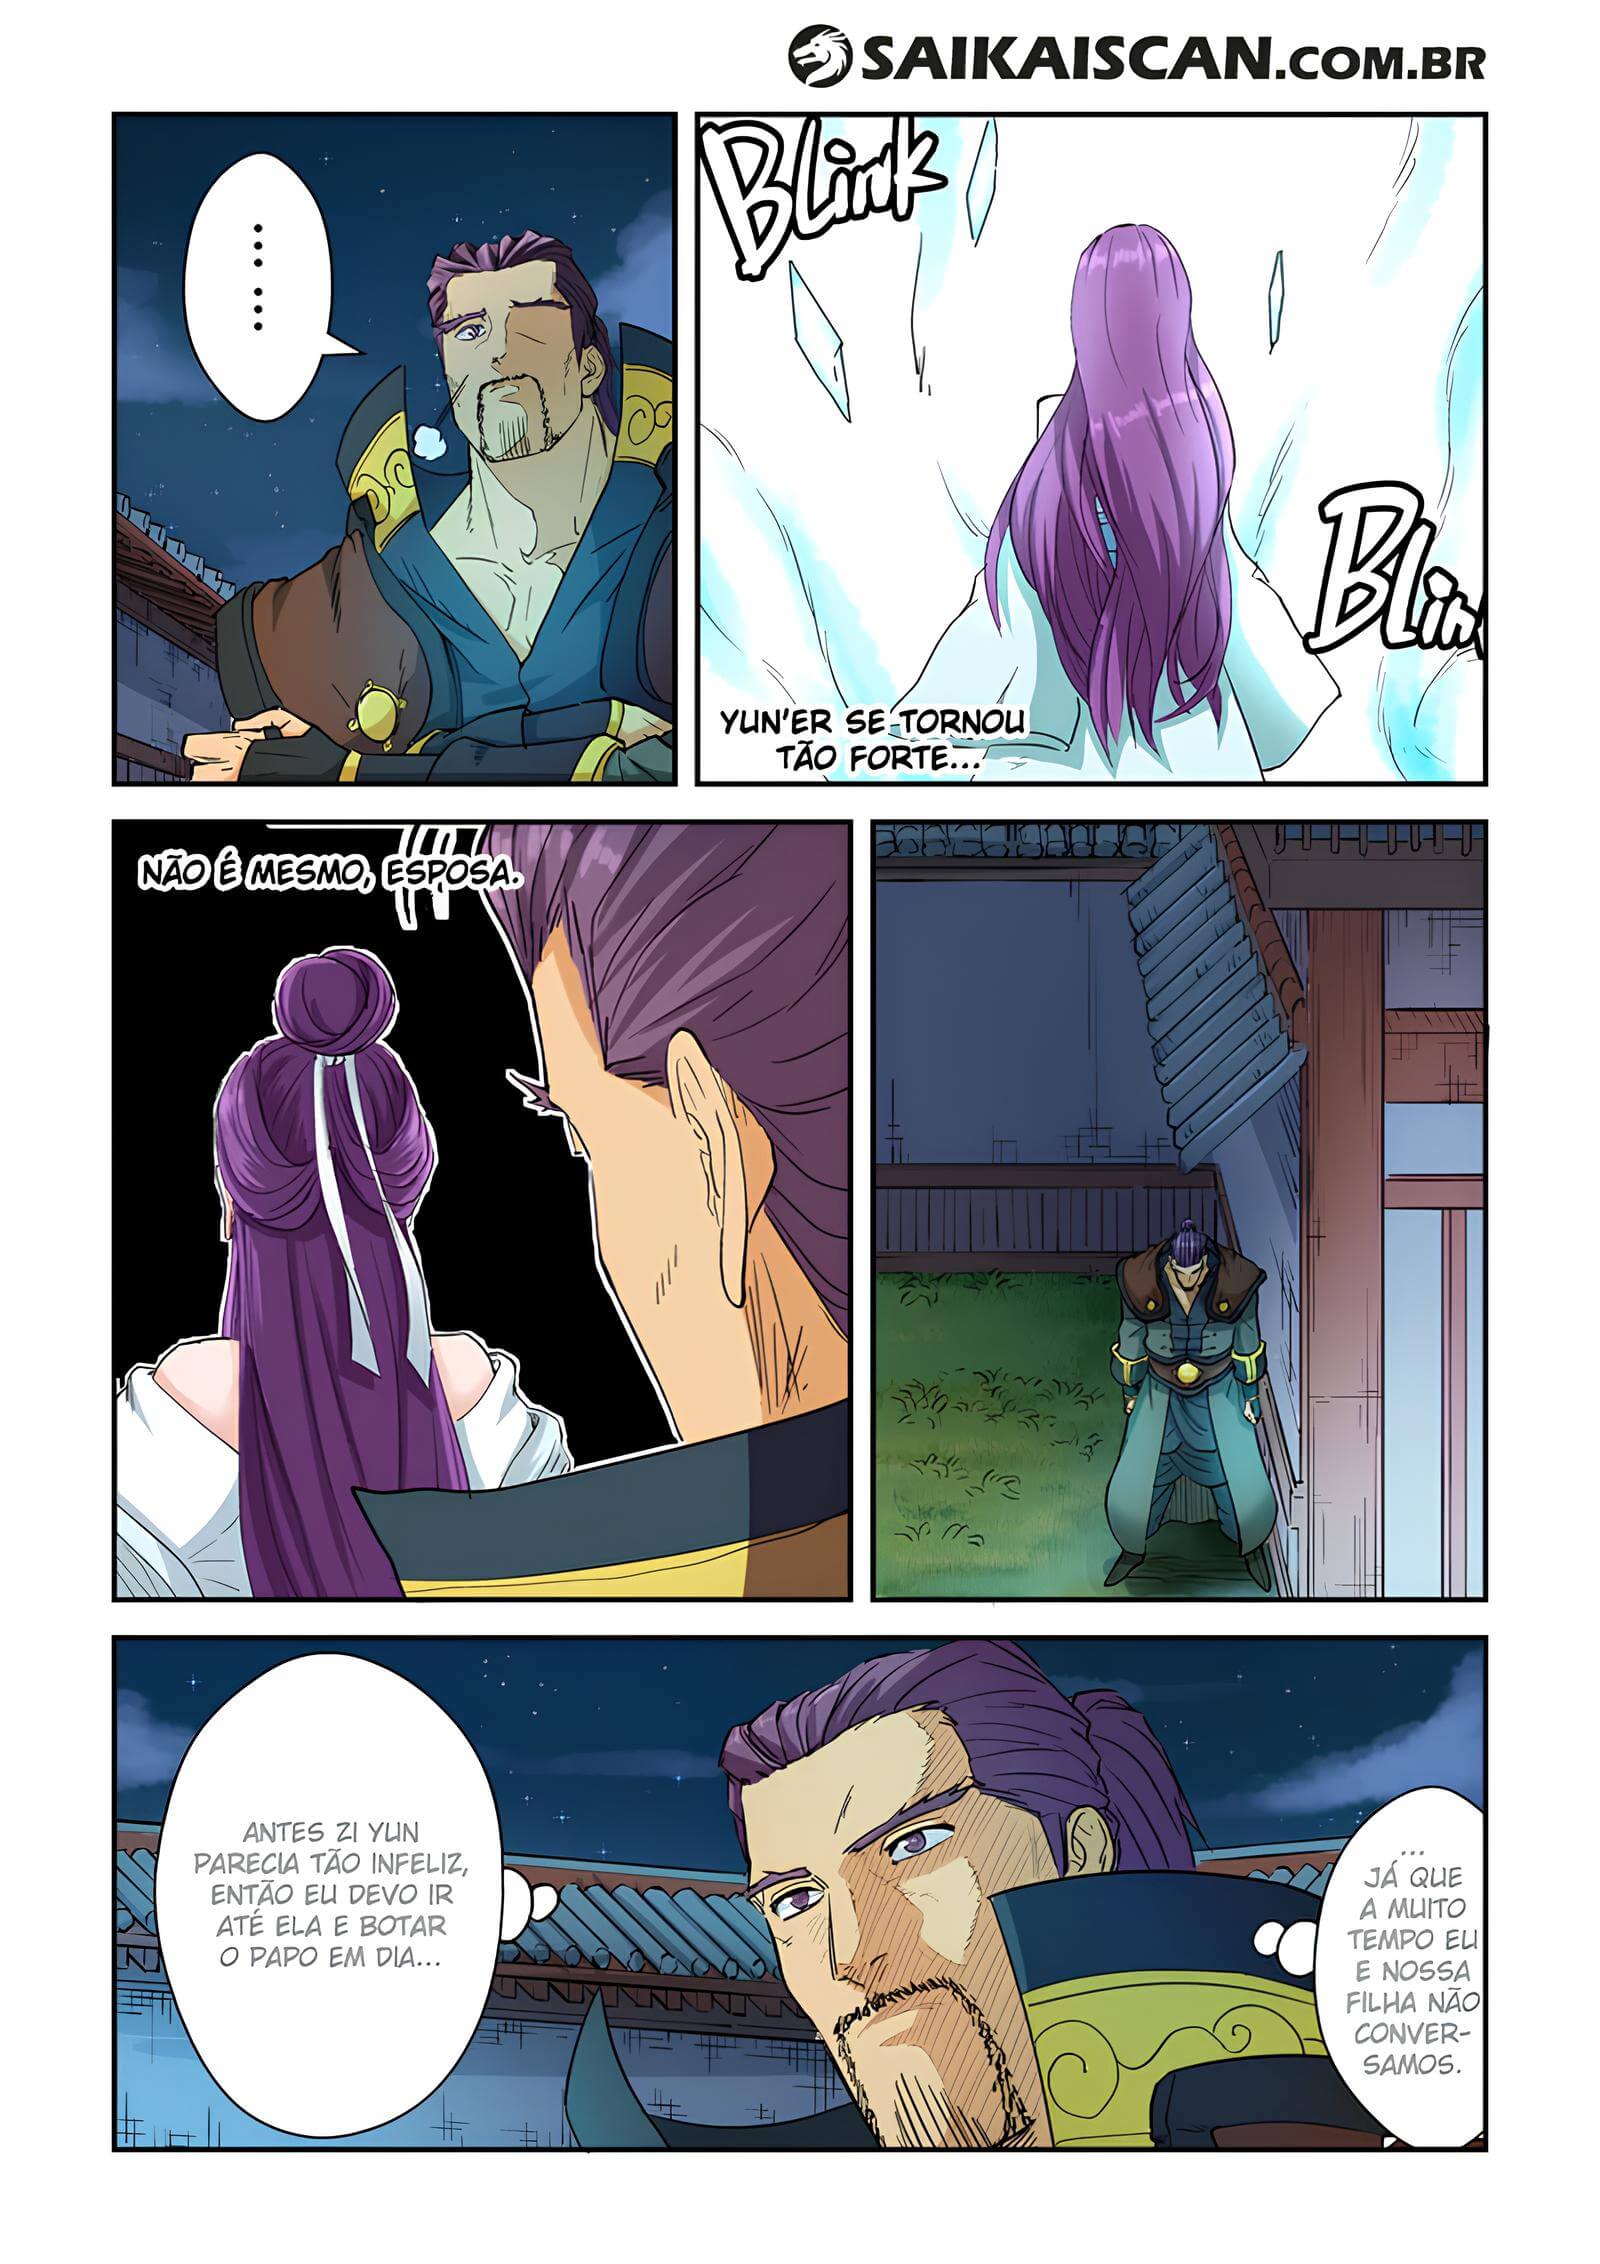 SAIKAISCAN.COM.BR
......
BLink
BLin
YUN'ER SE TORNOU
TÃO FORTE...
NÃO É MESMO, ESPOSA.
ANTES ZI YUN
PARECIA TÃO INFELIZ,
ENTÃO EU DEVO IR
ATÉ ELA E BOTAR
O PAPO EM DIA...
...
JÁ QUE
A MUITO
TEMPO EU
E NOSSA
FILHA NÃO
CONVER-
SAMOS.